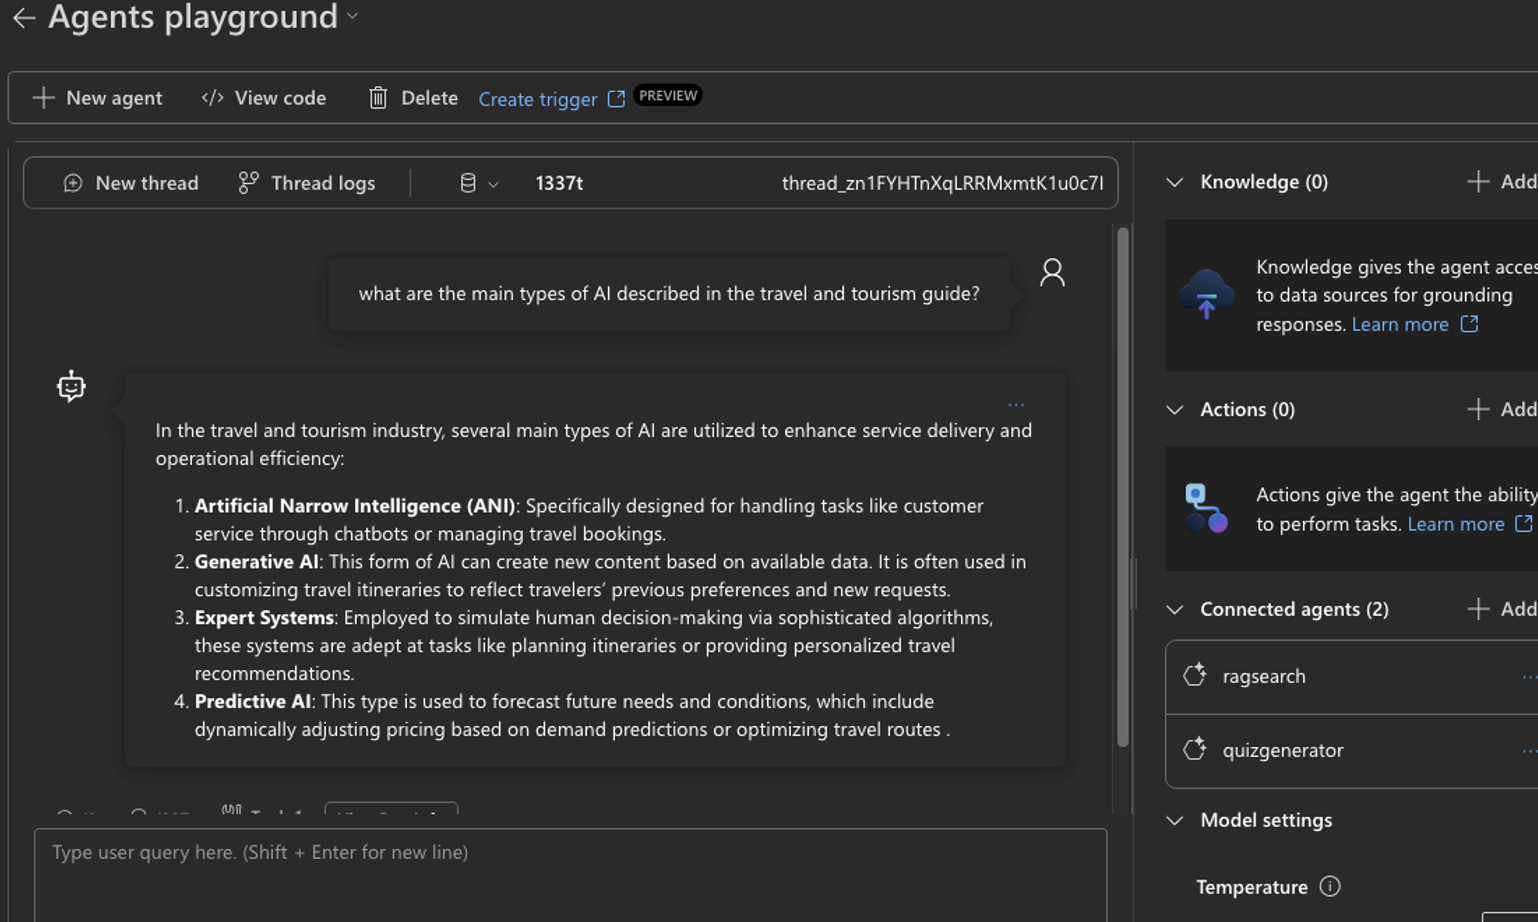 Agents playground
New agent
View code
Delete
Create trigger
PREVIEW
New thread
Thread logs
1337t
thread_zn1FYHTnXqLRRMxmtK1u0c7l
what are the main types of AI described in the travel and tourism guide?
In the travel and tourism industry, several main types of AI are utilized to enhance service delivery and
operational efficiency:
1. Artificial Narrow Intelligence (ANI): Specifically designed for handling tasks like customer
service through chatbots or managing travel bookings.
2. Generative AI: This form of AI can create new content based on available data. It is often used in
customizing travel itineraries to reflect travelers’ previous preferences and new requests.
3. Expert Systems: Employed to simulate human decision-making via sophisticated algorithms,
these systems are adept at tasks like planning itineraries or providing personalized travel
recommendations.
4. Predictive AI: This type is used to forecast future needs and conditions, which include
dynamically adjusting pricing based on demand predictions or optimizing travel routes .
Type user query here. (Shift + Enter for new line)
Knowledge (0)
Add
Knowledge gives the agent acces
to data sources for grounding
responses. Learn more
Actions (0)
Add
Actions give the agent the ability
to perform tasks. Learn more
Connected agents (2)
Add
ragsearch
quizgenerator
Model settings
Temperature